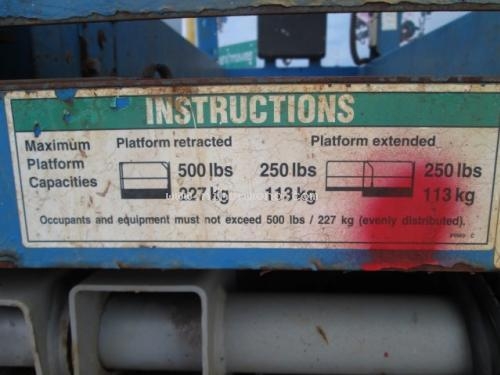 INSTRUCTIONS
Maximum Platform Capacities
Platform retracted
500 lbs
227 kg
Platform extended
250 lbs
113 kg
250 lbs
113 kg
Occupants and equipment must not exceed 500 lbs / 227 kg (evenly distributed).